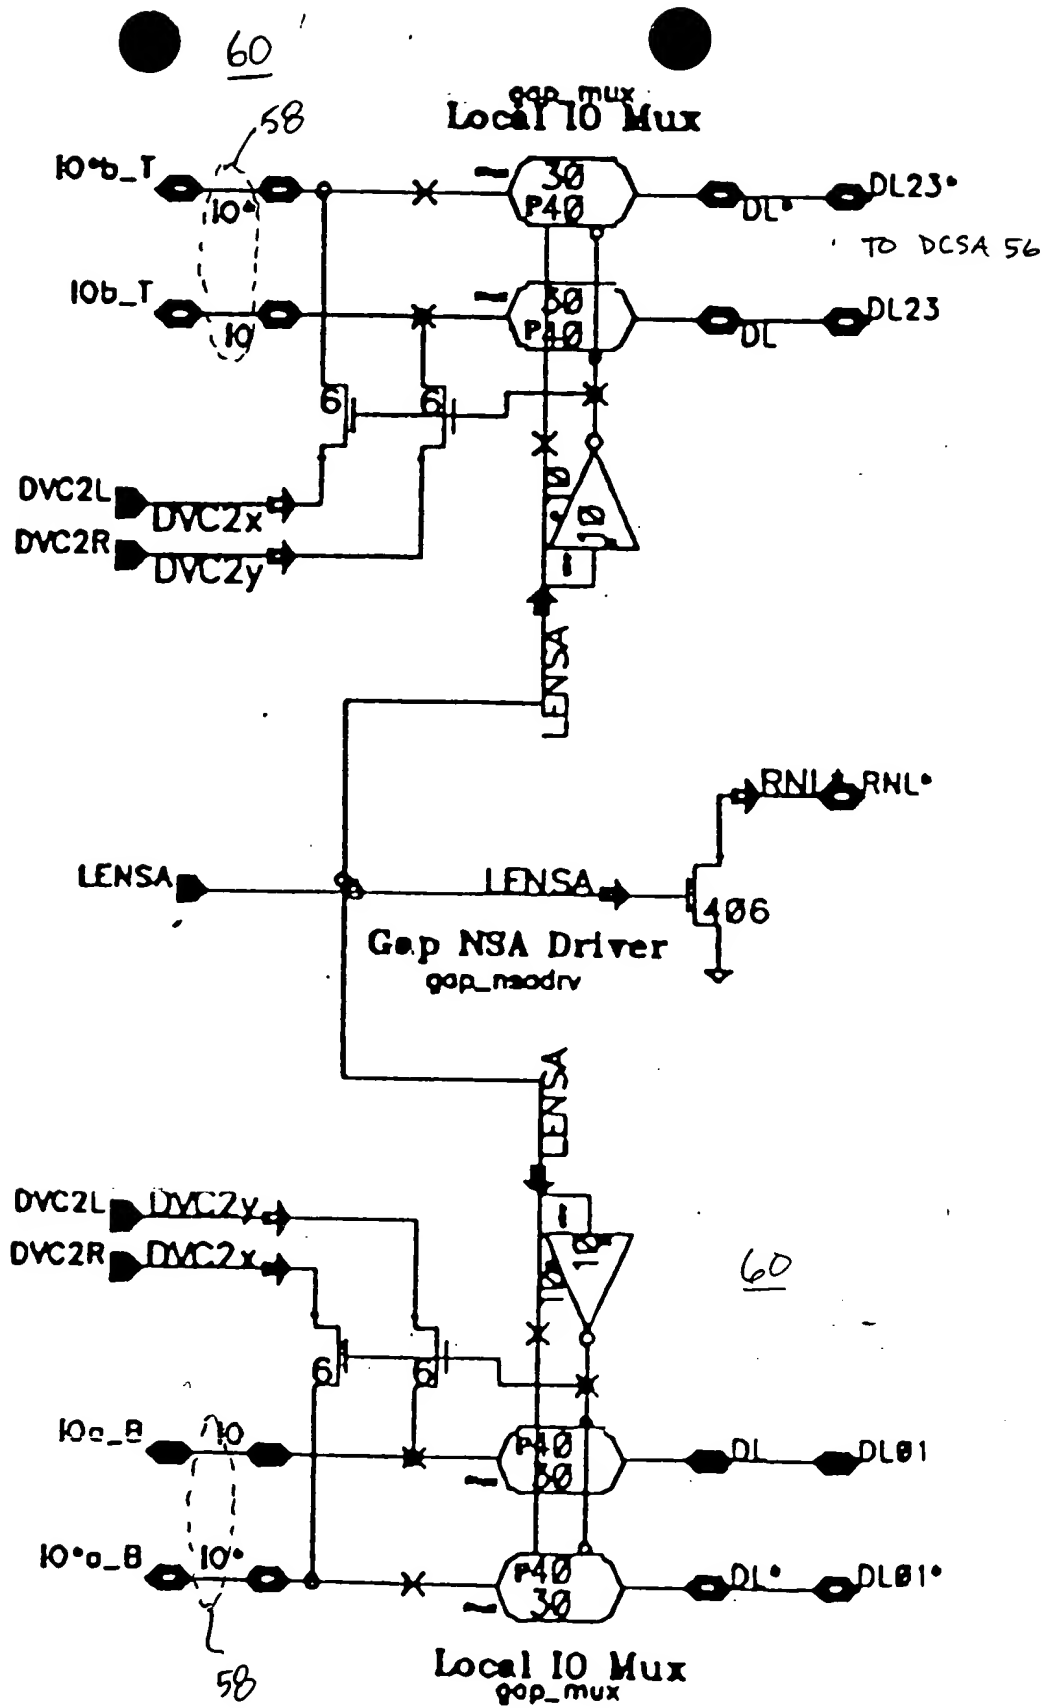 60
gap_mux
Local IO Mux
58
IO*b_T
IO*
30
P40
DL*
DL23*
TO DCSA 56
IOb_T
IO
30
P40
DL
DL23
6
6
DVC2L
DVC2x
DVC2R
DVC2y
10
10
1
LENSA
RNL*
RNL*
LENSA
LENSA
406
Gap NSA Driver
gap_nsadrv
LENSA
DVC2L
DVC2y
DVC2R
DVC2x
1
10
10
60
6
6
IOa_B
IO
P40
30
DL
DL01
IO*a_B
IO*
P40
30
DL*
DL01*
58
Local IO Mux
gap_mux